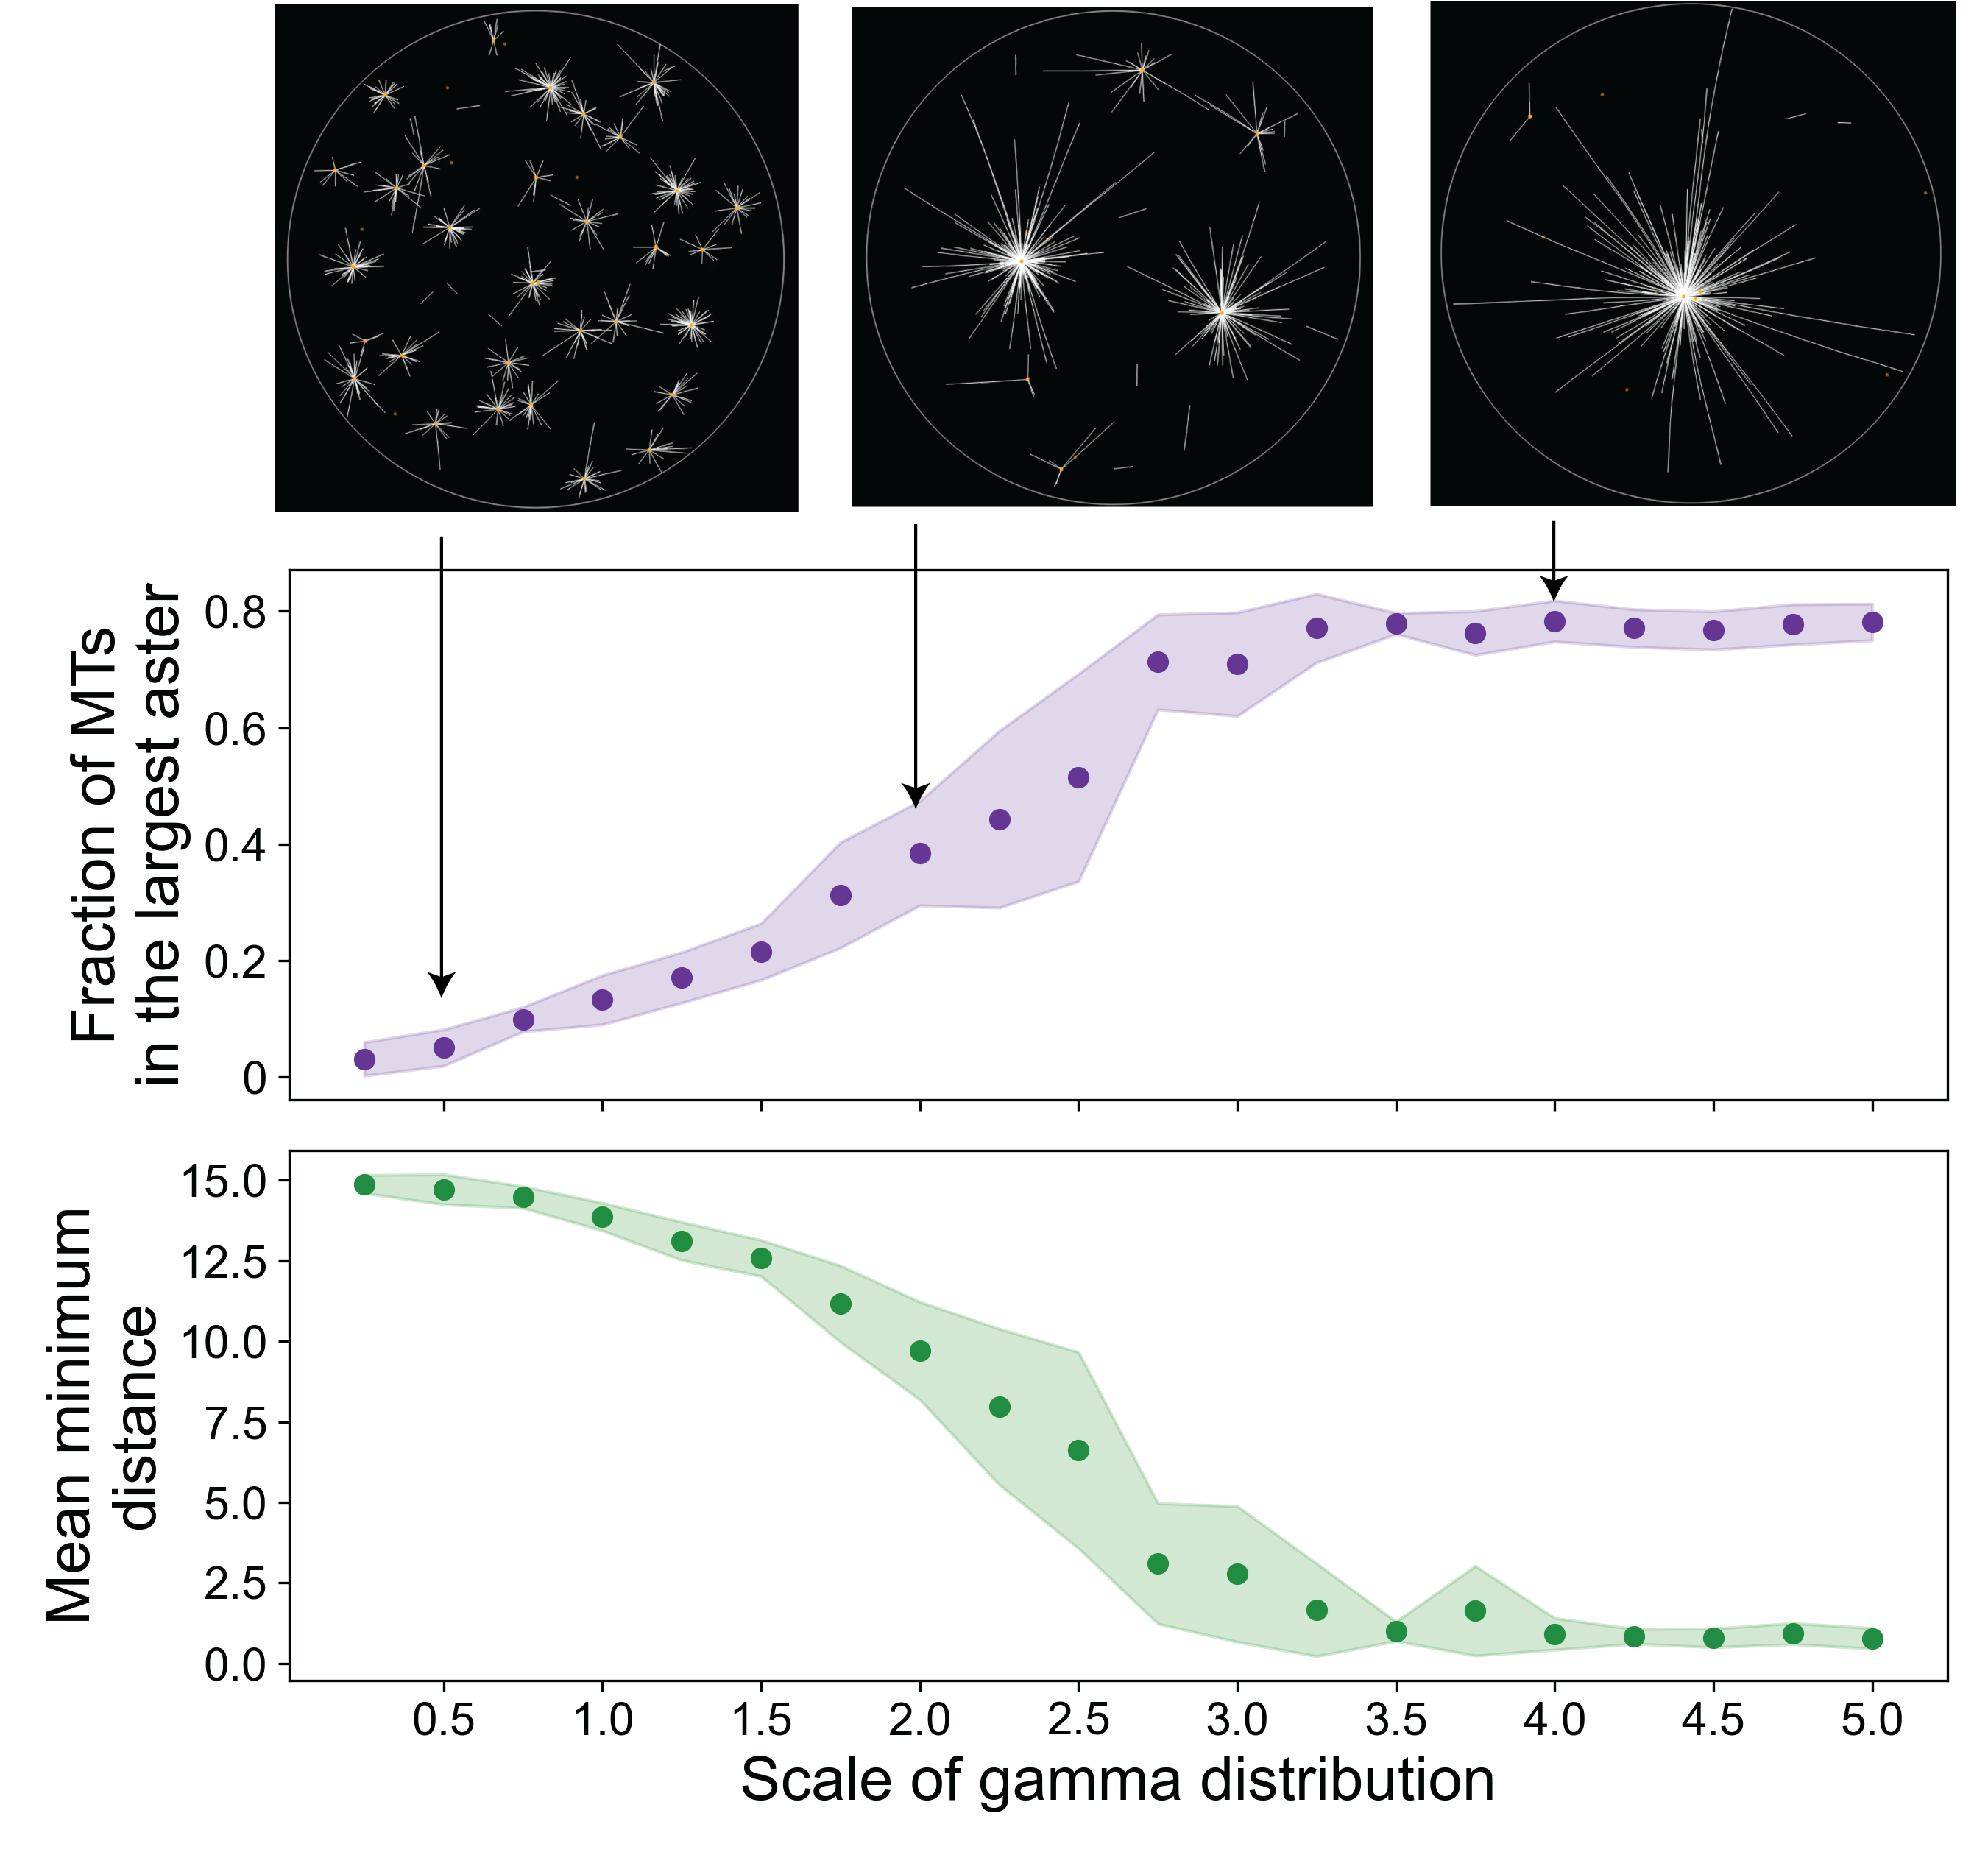 Fraction of MTs
in the largest aster
0.8
0.6
0.4
0.2
0
Mean minimum
distance
15.0
12.5
10.0
7.5
5.0
2.5
0.0
0.5 1.0 1.5 2.0 2.5 3.0 3.5 4.0 4.5 5.0
Scale of gamma distribution